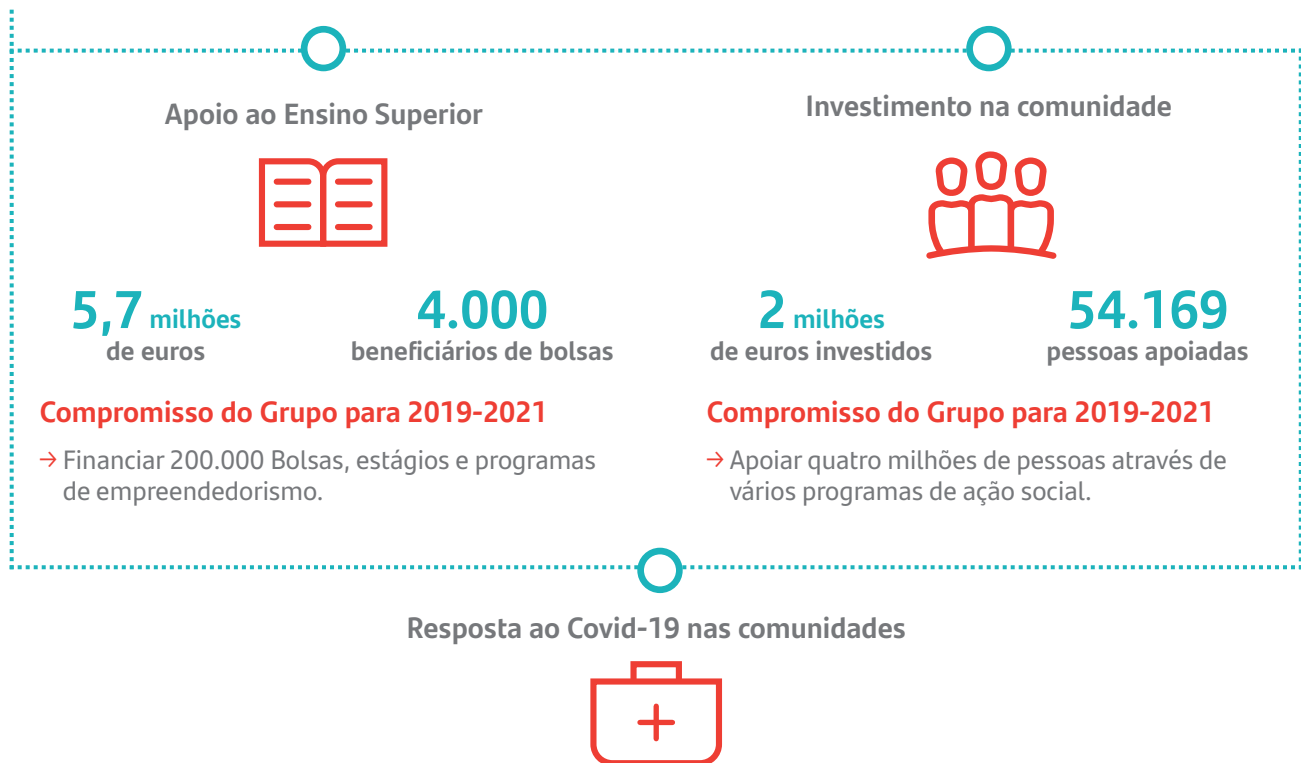 Apoio ao Ensino Superior
5,7 milhões
de euros
4.000
beneficiários de bolsas
Compromisso do Grupo para 2019-2021
→ Financiar 200.000 Bolsas, estágios e programas
de empreendedorismo.
Investimento na comunidade
2 milhões
de euros investidos
54.169
pessoas apoiadas
Compromisso do Grupo para 2019-2021
→ Apoiar quatro milhões de pessoas através de
vários programas de ação social.
Resposta ao Covid-19 nas comunidades